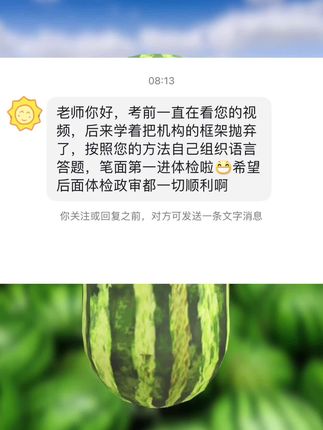 08:13
老师你好，考前一直在看您的视
频，后来学着把机构的框架抛弃
了，按照您的方法自己组织语言
答题，笔面第一进体检啦😁希望
后面体检政审都一切顺利啊
你关注或回复之前，对方可发送一条文字消息